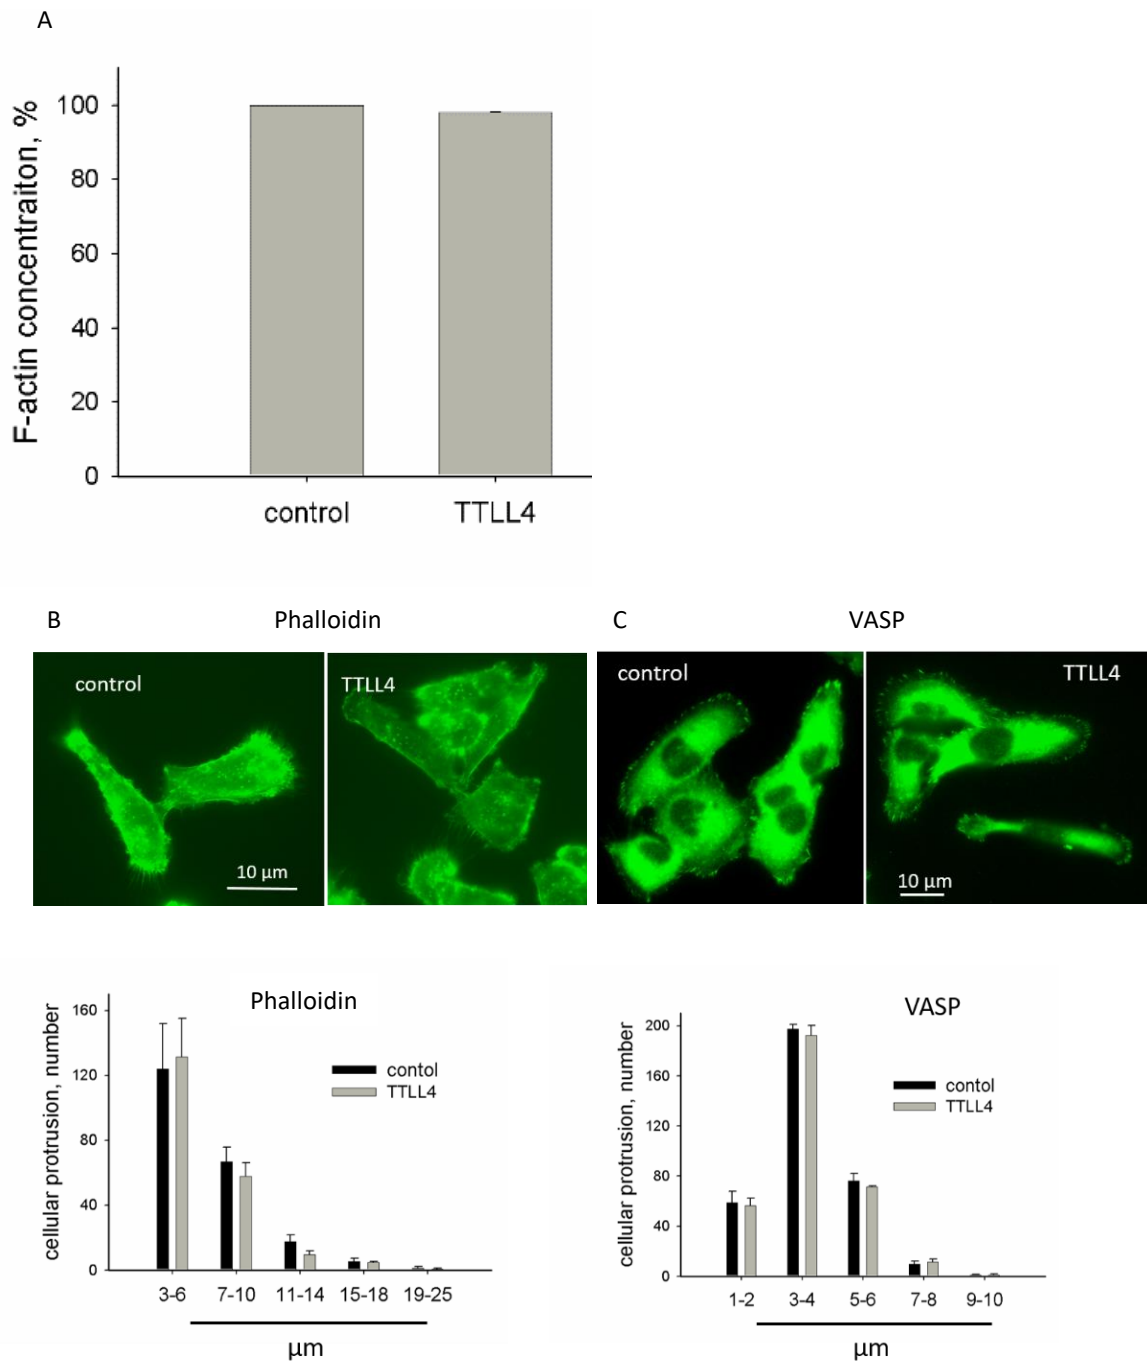 A
F-actin concentraiton, %
100
80
60
40
20
0
control
TTLL4
B
Phalloidin
C
VASP
control
TTLL4
10 µm
control
TTLL4
10 µm
Phalloidin
cellular protrusion, number
160
120
80
40
0
contol
TTLL4
3-6 7-10 11-14 15-18 19-25
µm
VASP
cellular protrusion, number
200
160
120
80
40
0
contol
TTLL4
1-2 3-4 5-6 7-8 9-10
µm